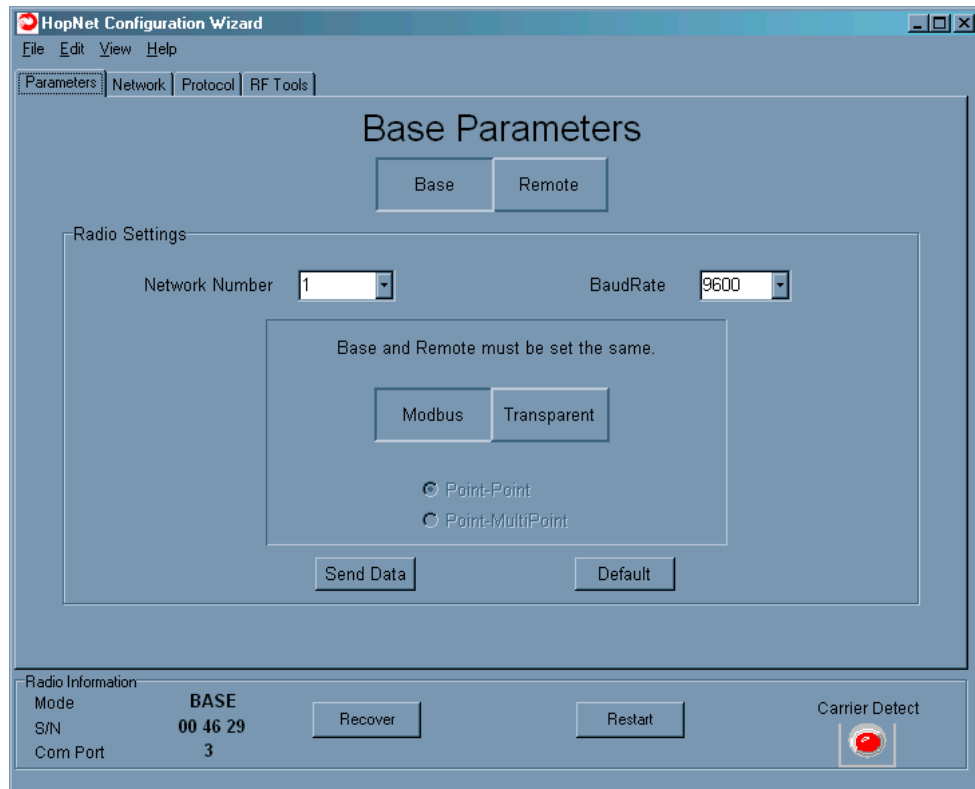 HopNet Configuration Wizard
File Edit View Help
Parameters Network Protocol RF Tools
Base Parameters
Base Remote
Radio Settings
Network Number 1 BaudRate 9600
Base and Remote must be set the same.
Modbus Transparent
Point-Point
Point-MultiPoint
Send Data Default
Radio Information
Mode BASE
S/N 00 46 29
Com Port 3
Recover Restart
Carrier Detect